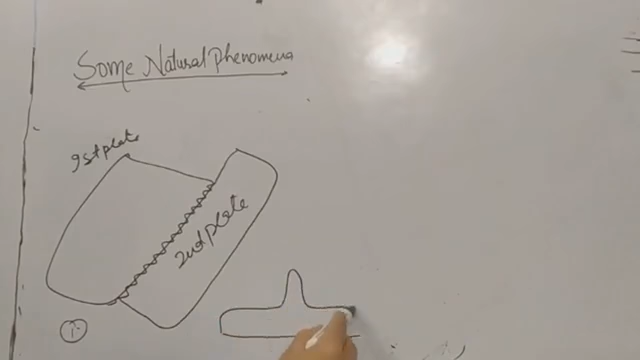 Some Natural Phenomena
1st plate
2nd plate